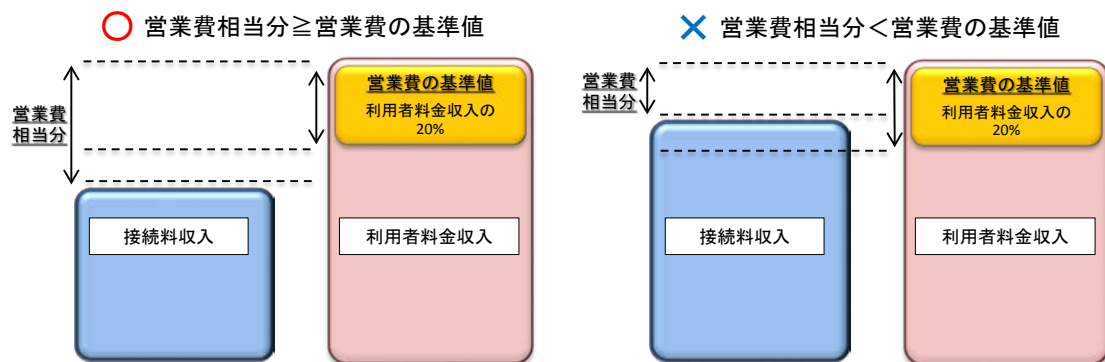 ○ 営業費相当分≧営業費の基準値
営業費
相当分
営業費の基準値
利用者料金収入の
20%
接続料収入
利用者料金収入
× 営業費相当分<営業費の基準値
営業費
相当分
営業費の基準値
利用者料金収入の
20%
接続料収入
利用者料金収入